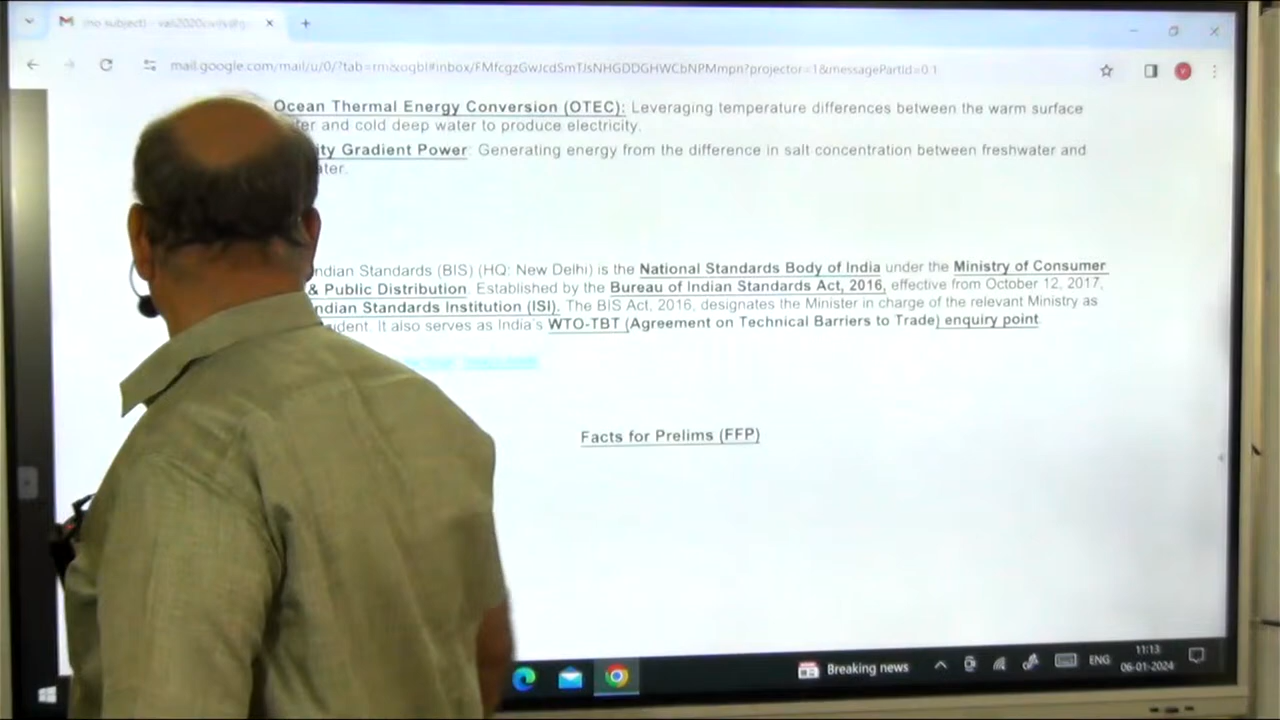 (no subject) - vali2020civils@g
mail.google.com/mail/u/0/?tab=rm&ogbl#inbox/FMfcgzGwJcdSmTJsNHGDDGHWCbNPMmpn?projector=1&messagePartId=0.1
Ocean Thermal Energy Conversion (OTEC): Leveraging temperature differences between the warm surface
ter and cold deep water to produce electricity.
ity Gradient Power: Generating energy from the difference in salt concentration between freshwater and
ater.
ndian Standards (BIS) (HQ: New Delhi) is the National Standards Body of India under the Ministry of Consumer
& Public Distribution. Established by the Bureau of Indian Standards Act, 2016, effective from October 12, 2017,
ndian Standards Institution (ISI). The BIS Act, 2016, designates the Minister in charge of the relevant Ministry as
ident. It also serves as India's WTO-TBT (Agreement on Technical Barriers to Trade) enquiry point.
Facts for Prelims (FFP)
Breaking news
ENG
11:13
06-01-2024